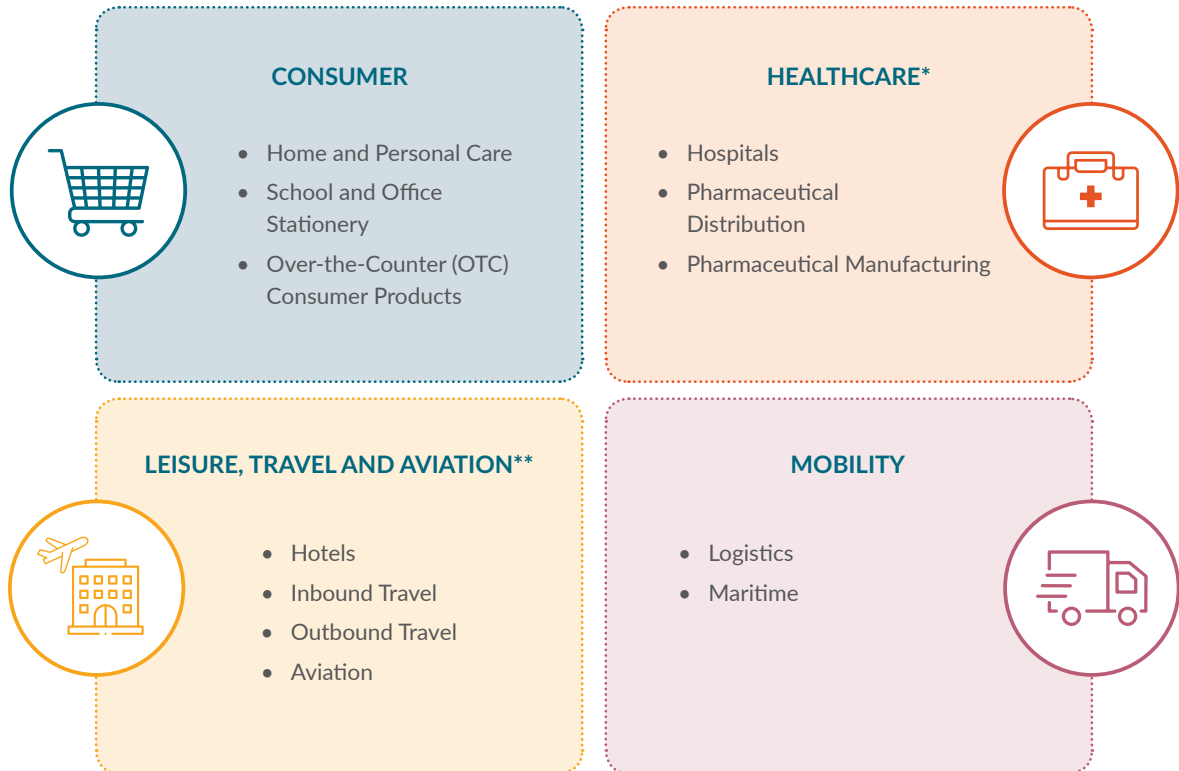 CONSUMER
• Home and Personal Care
• School and Office
Stationery
• Over-the-Counter (OTC)
Consumer Products
HEALTHCARE*
• Hospitals
• Pharmaceutical
Distribution
• Pharmaceutical Manufacturing
LEISURE, TRAVEL AND AVIATION**
• Hotels
• Inbound Travel
• Outbound Travel
• Aviation
MOBILITY
• Logistics
• Maritime